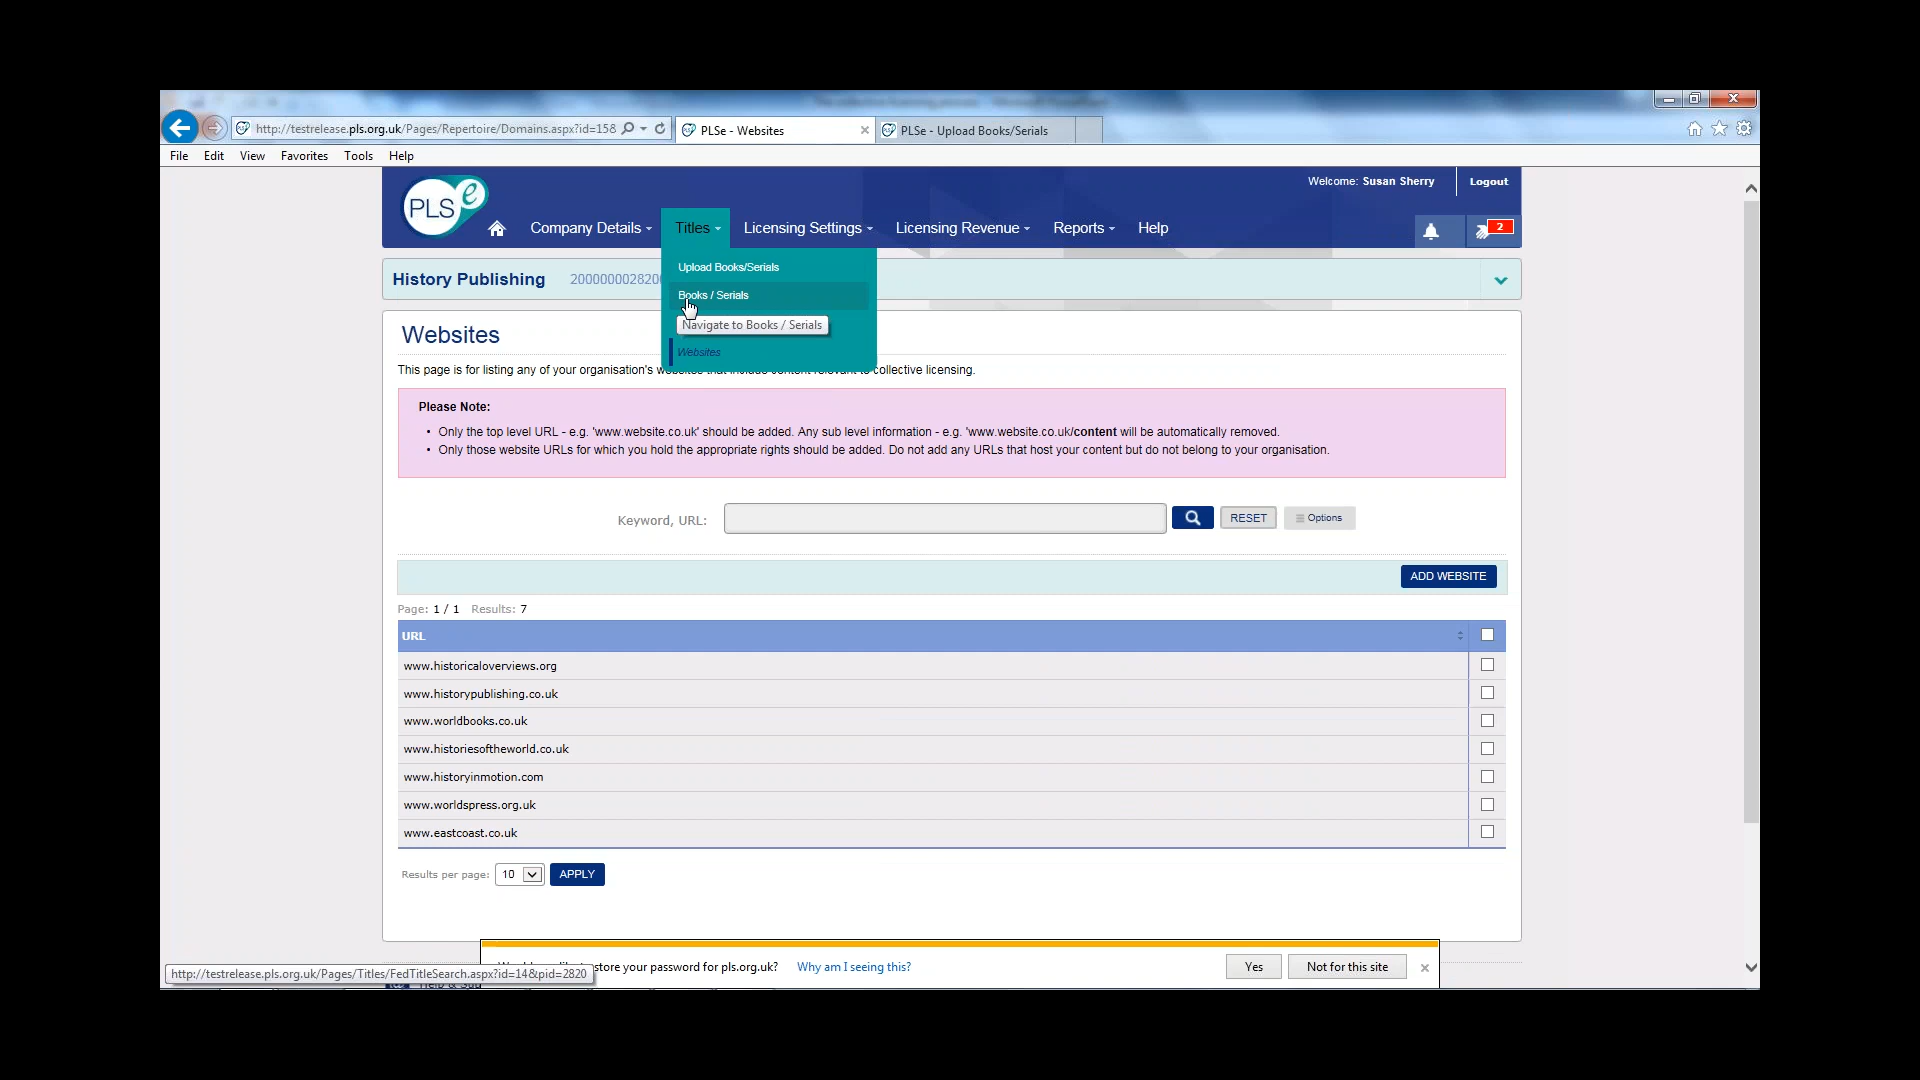 http://testrelease.pls.org.uk/Pages/Repertoire/Domains.aspx?id=158
PLSe - Websites
PLSe - Upload Books/Serials
File Edit View Favorites Tools Help
PLS e
Welcome: Susan Sherry
Logout
Company Details Titles Licensing Settings Licensing Revenue Reports Help
2
Upload Books/Serials
History Publishing
Books / Serials
Navigate to Books / Serials
Websites
Websites
This page is for listing any of your organisation's websites that include content relevant to collective licensing.
Please Note:
• Only the top level URL - e.g. 'www.website.co.uk' should be added. Any sub level information - e.g. 'www.website.co.uk/content will be automatically removed.
• Only those website URLs for which you hold the appropriate rights should be added. Do not add any URLs that host your content but do not belong to your organisation.
Keyword, URL:
RESET
Options
ADD WEBSITE
Page: 1 / 1 Results: 7
URL
www.historicaloverviews.org
www.historypublishing.co.uk
www.worldbooks.co.uk
www.historiesoftheworld.co.uk
www.historyinmotion.com
www.worldspress.org.uk
www.eastcoast.co.uk
Results per page: 10 APPLY
store your password for pls.org.uk? Why am I seeing this? Yes Not for this site
http://testrelease.pls.org.uk/Pages/Titles/FedTitleSearch.aspx?id=14&pid=2820